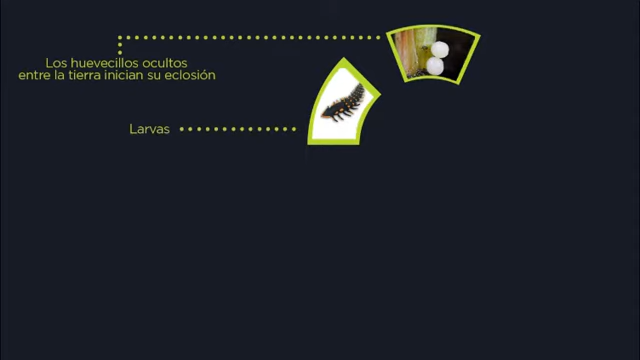 Los huevecillos ocultos
entre la tierra inician su eclosión
Larvas